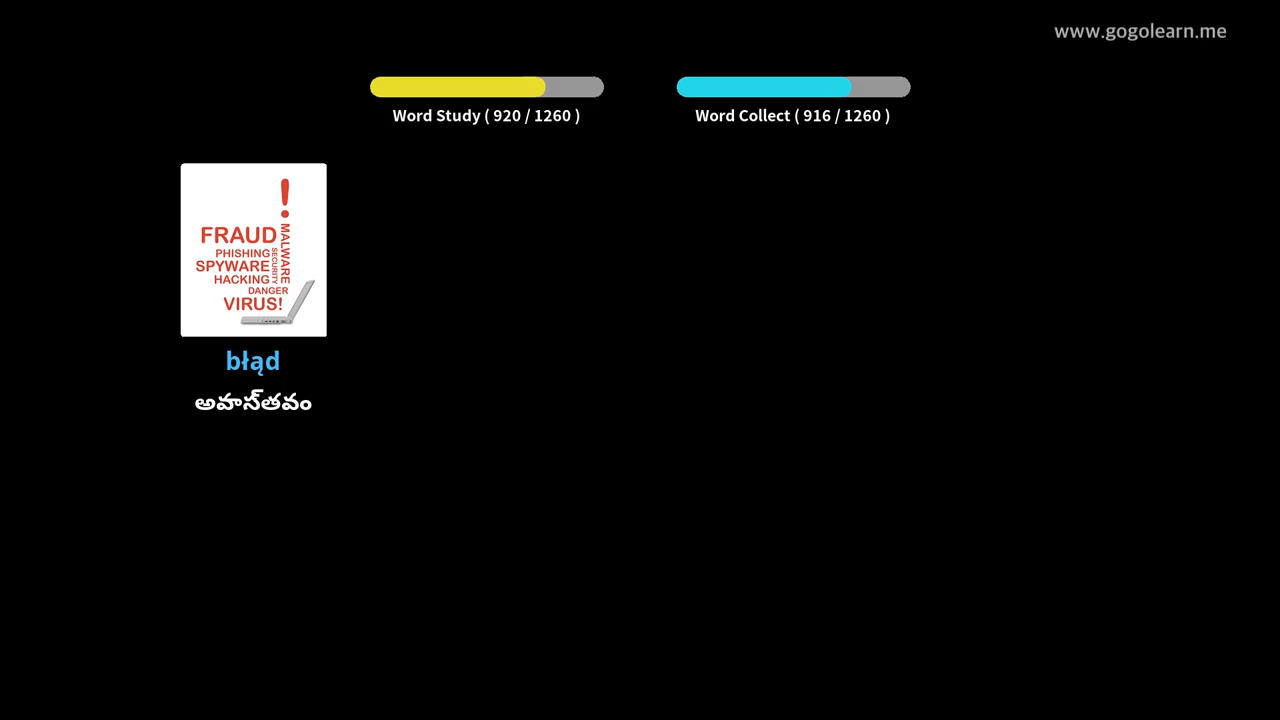 www.gogolearn.me
Word Study ( 920 / 1260 )
Word Collect ( 916 / 1260 )
!
FRAUD
MALWARE
PHISHING
SECURITY
SPYWARE
HACKING
DANGER
VIRUS!
błąd
అహస్‌తవం